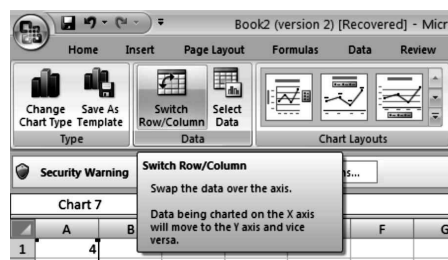 Book2 (version 2) [Recovered] - Micr
Home Insert Page Layout Formulas Data Review
Change Chart Type
Save As Template
Switch Row/Column
Select Data
Type Data Chart Layouts
Security Warning
Switch Row/Column
Swap the data over the axis.
Data being charted on the X axis
will move to the Y axis and vice
versa.
Chart 7
A B F G
1 4